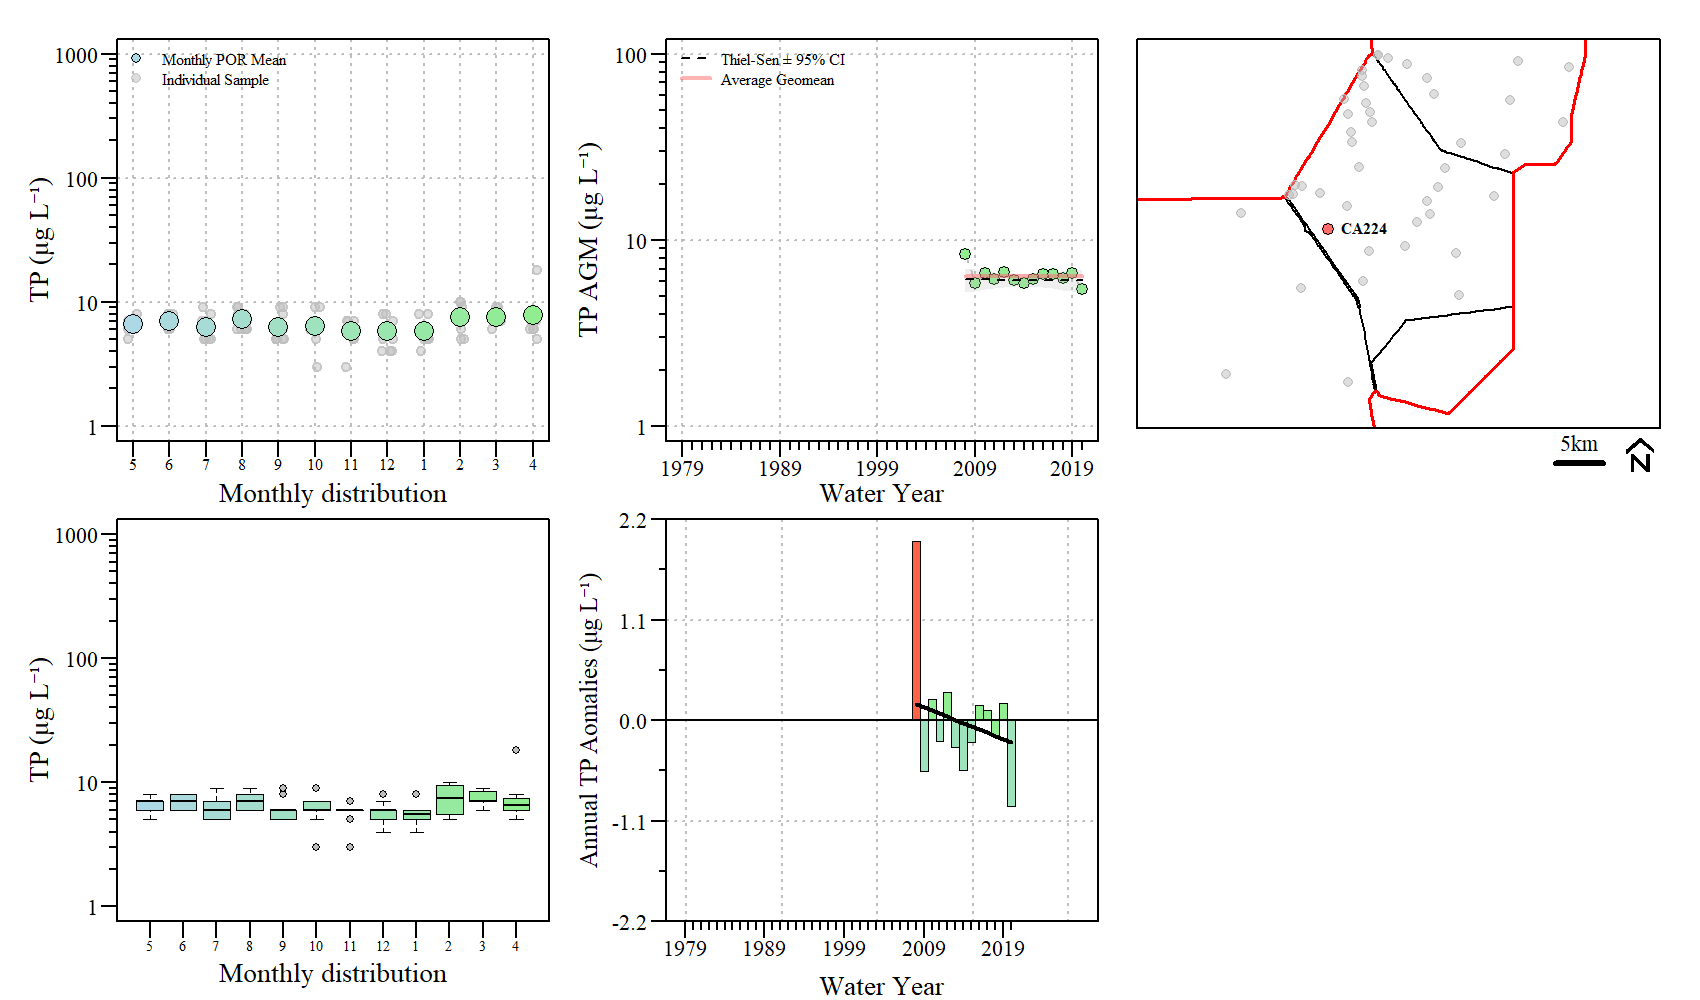 1000
100
10
1
TP (µg L⁻¹)
Monthly POR Mean
Individual Sample
5 6 7 8 9 10 11 12 1 2 3 4
Monthly distribution
100
10
1
TP AGM (µg L⁻¹)
Thiel-Sen ± 95% CI
Average Geomean
1979 1989 1999 2009 2019
Water Year
CA224
5km
N
1000
100
10
1
TP (µg L⁻¹)
5 6 7 8 9 10 11 12 1 2 3 4
Monthly distribution
2.2
1.1
0.0
-1.1
-2.2
Annual TP Aomalies (µg L⁻¹)
1979 1989 1999 2009 2019
Water Year